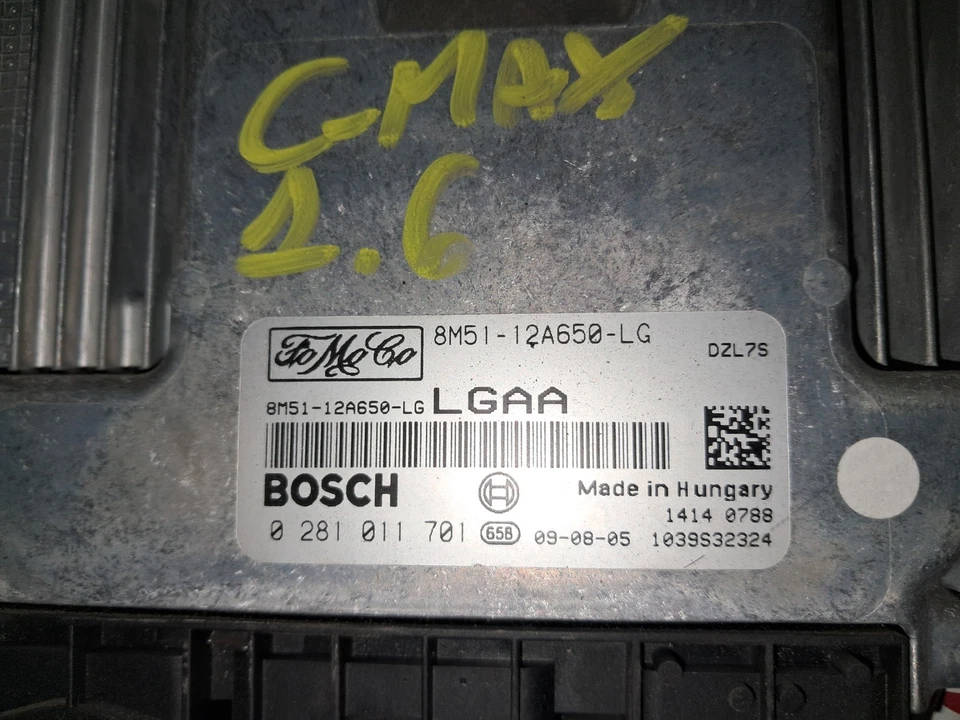 CMAX
1.6
FoMoCo 8M51-12A650-LG
DZL7S
8M51-12A650-LG LGAA
BOSCH
Made in Hungary
1414 0788
0 281 011 701 65B 09-08-05 1039S32324